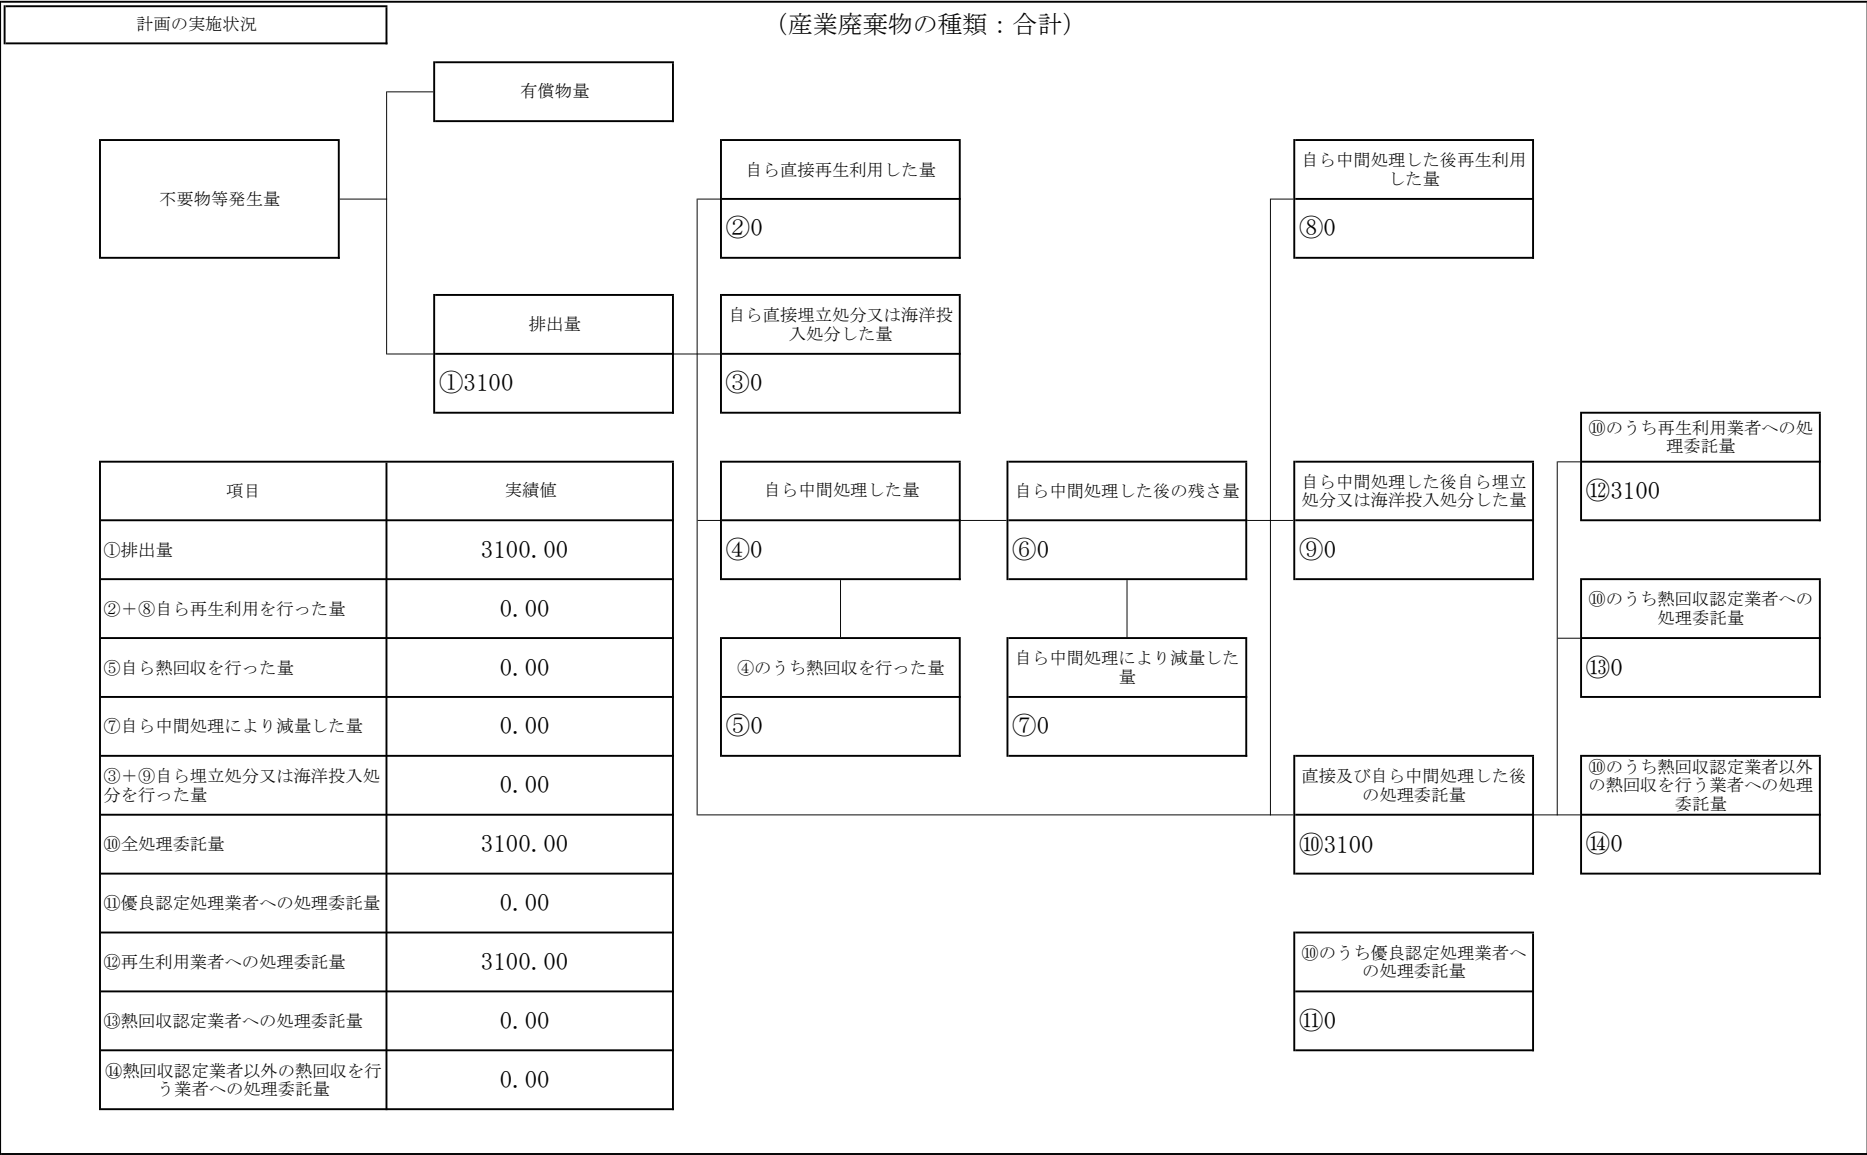 計画の実施状況
（産業廃棄物の種類：合計）
有償物量
不要物等発生量
自ら直接再生利用した量
②0
自ら中間処理した後再生利用
した量
⑧0
排出量
①3100
自ら直接埋立処分又は海洋投
入処分した量
③0
⑩のうち再生利用業者への処
理委託量
⑫3100
自ら中間処理した量
④0
自ら中間処理した後の残さ量
⑥0
自ら中間処理した後自ら埋立
処分又は海洋投入処分した量
⑨0
⑩のうち熱回収認定業者への
処理委託量
⑬0
④のうち熱回収を行った量
⑤0
自ら中間処理により減量した
量
⑦0
直接及び自ら中間処理した後
の処理委託量
⑩3100
⑩のうち熱回収認定業者以外
の熱回収を行う業者への処理
委託量
⑭0
⑩のうち優良認定処理業者へ
の処理委託量
⑪0
項目 実績値
①排出量 3100.00
②＋⑧自ら再生利用を行った量 0.00
⑤自ら熱回収を行った量 0.00
⑦自ら中間処理により減量した量 0.00
③＋⑨自ら埋立処分又は海洋投入処
分を行った量 0.00
⑩全処理委託量 3100.00
⑪優良認定処理業者への処理委託量 0.00
⑫再生利用業者への処理委託量 3100.00
⑬熱回収認定業者への処理委託量 0.00
⑭熱回収認定業者以外の熱回収を行
う業者への処理委託量 0.00